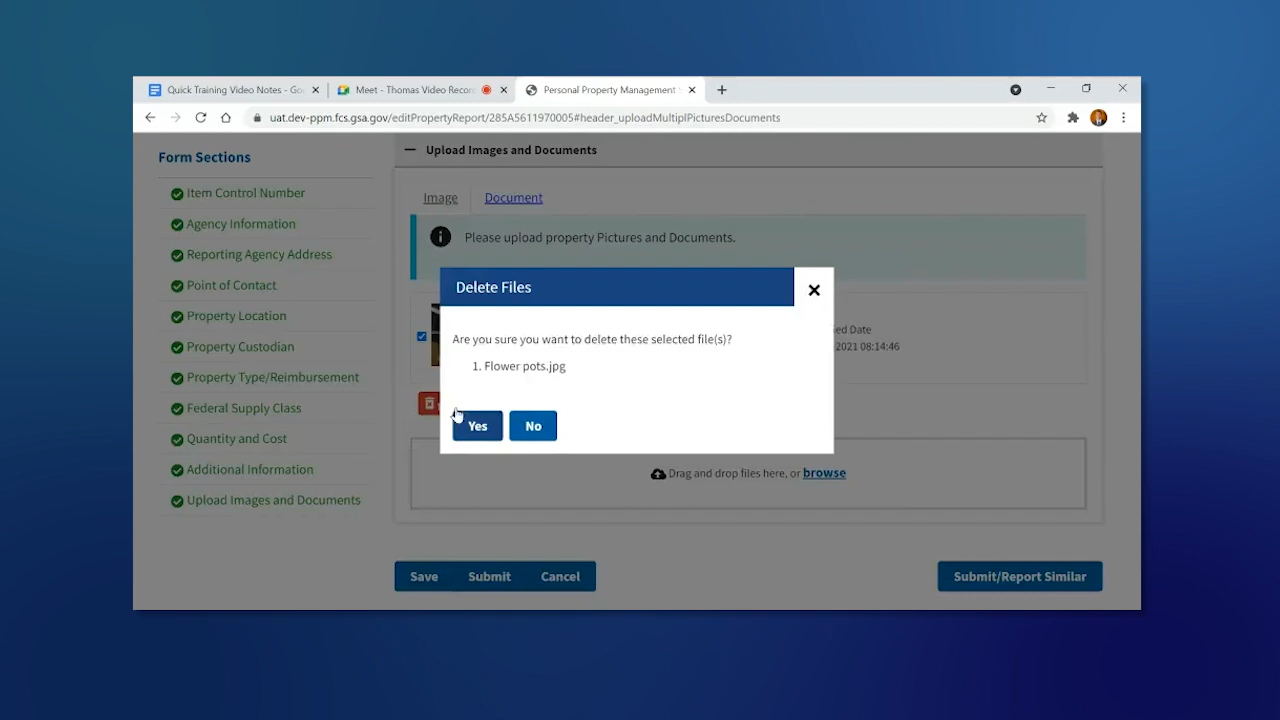 Quick Training Video Notes - Go
Meet - Thomas Video Recor
Personal Property Management
uat.dev-ppm.fcs.gsa.gov/editPropertyReport/285A5611970005#header_uploadMultiplPicturesDocuments
Form Sections
Item Control Number
Agency Information
Reporting Agency Address
Point of Contact
Property Location
Property Custodian
Property Type/Reimbursement
Federal Supply Class
Quantity and Cost
Additional Information
Upload Images and Documents
Upload Images and Documents
Image
Document
Please upload property Pictures and Documents.
ed Date
2021 08:14:46
Delete Files
Are you sure you want to delete these selected file(s)?
1. Flower pots.jpg
Yes
No
Drag and drop files here, or browse
Save
Submit
Cancel
Submit/Report Similar